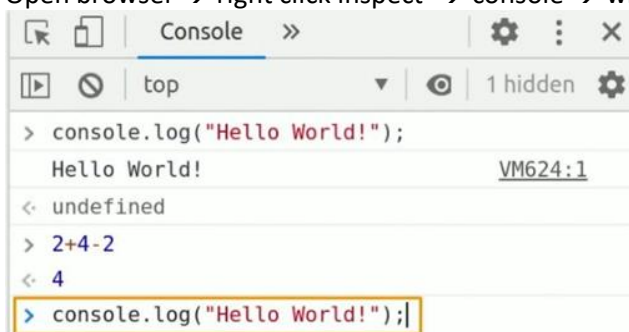 Open browser → right click inspect → console → w
Console »
top ▼ 1 hidden
> console.log("Hello World!");
Hello World! VM624:1
<· undefined
> 2+4-2
<· 4
> console.log("Hello World!");